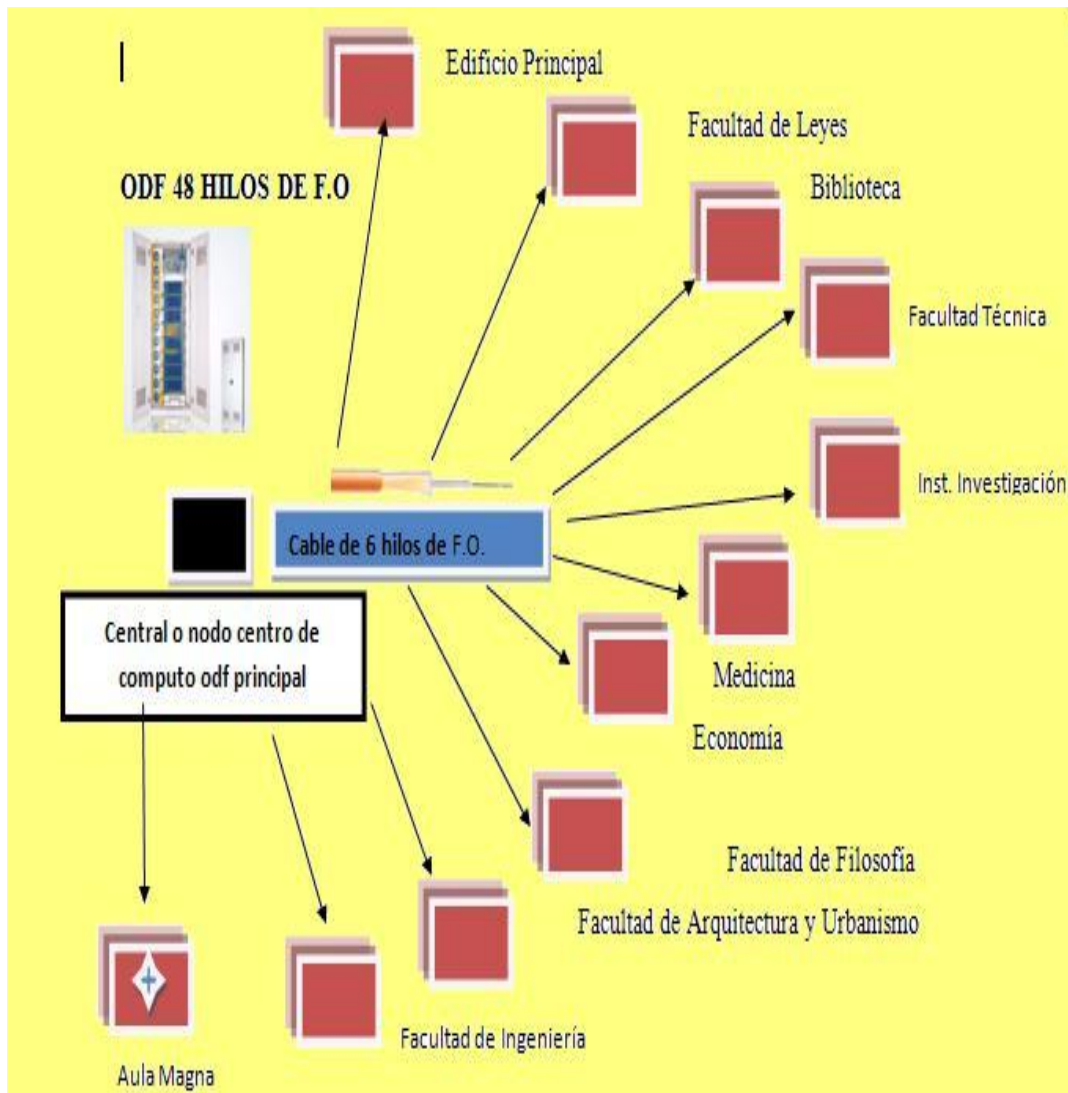 Edificio Principal
Facultad de Leyes
ODF 48 HILOS DE F.O
Biblioteca
Facultad Técnica
Inst. Investigación
Cable de 6 hilos de F.O.
Central o nodo centro de
computo odf principal
Medicina
Economía
Facultad de Filosofía
Facultad de Arquitectura y Urbanismo
Facultad de Ingeniería
Aula Magna